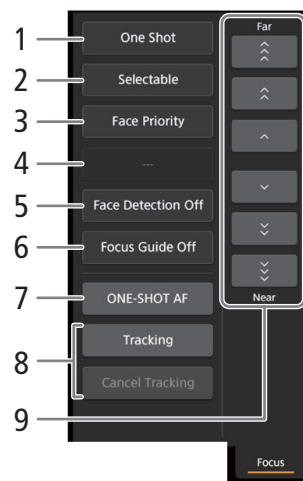 1 One Shot
2 Selectable
3 Face Priority
4 ---
5 Face Detection Off
6 Focus Guide Off
7 ONE-SHOT AF
8 Tracking
Cancel Tracking
9
Far
Near
Focus